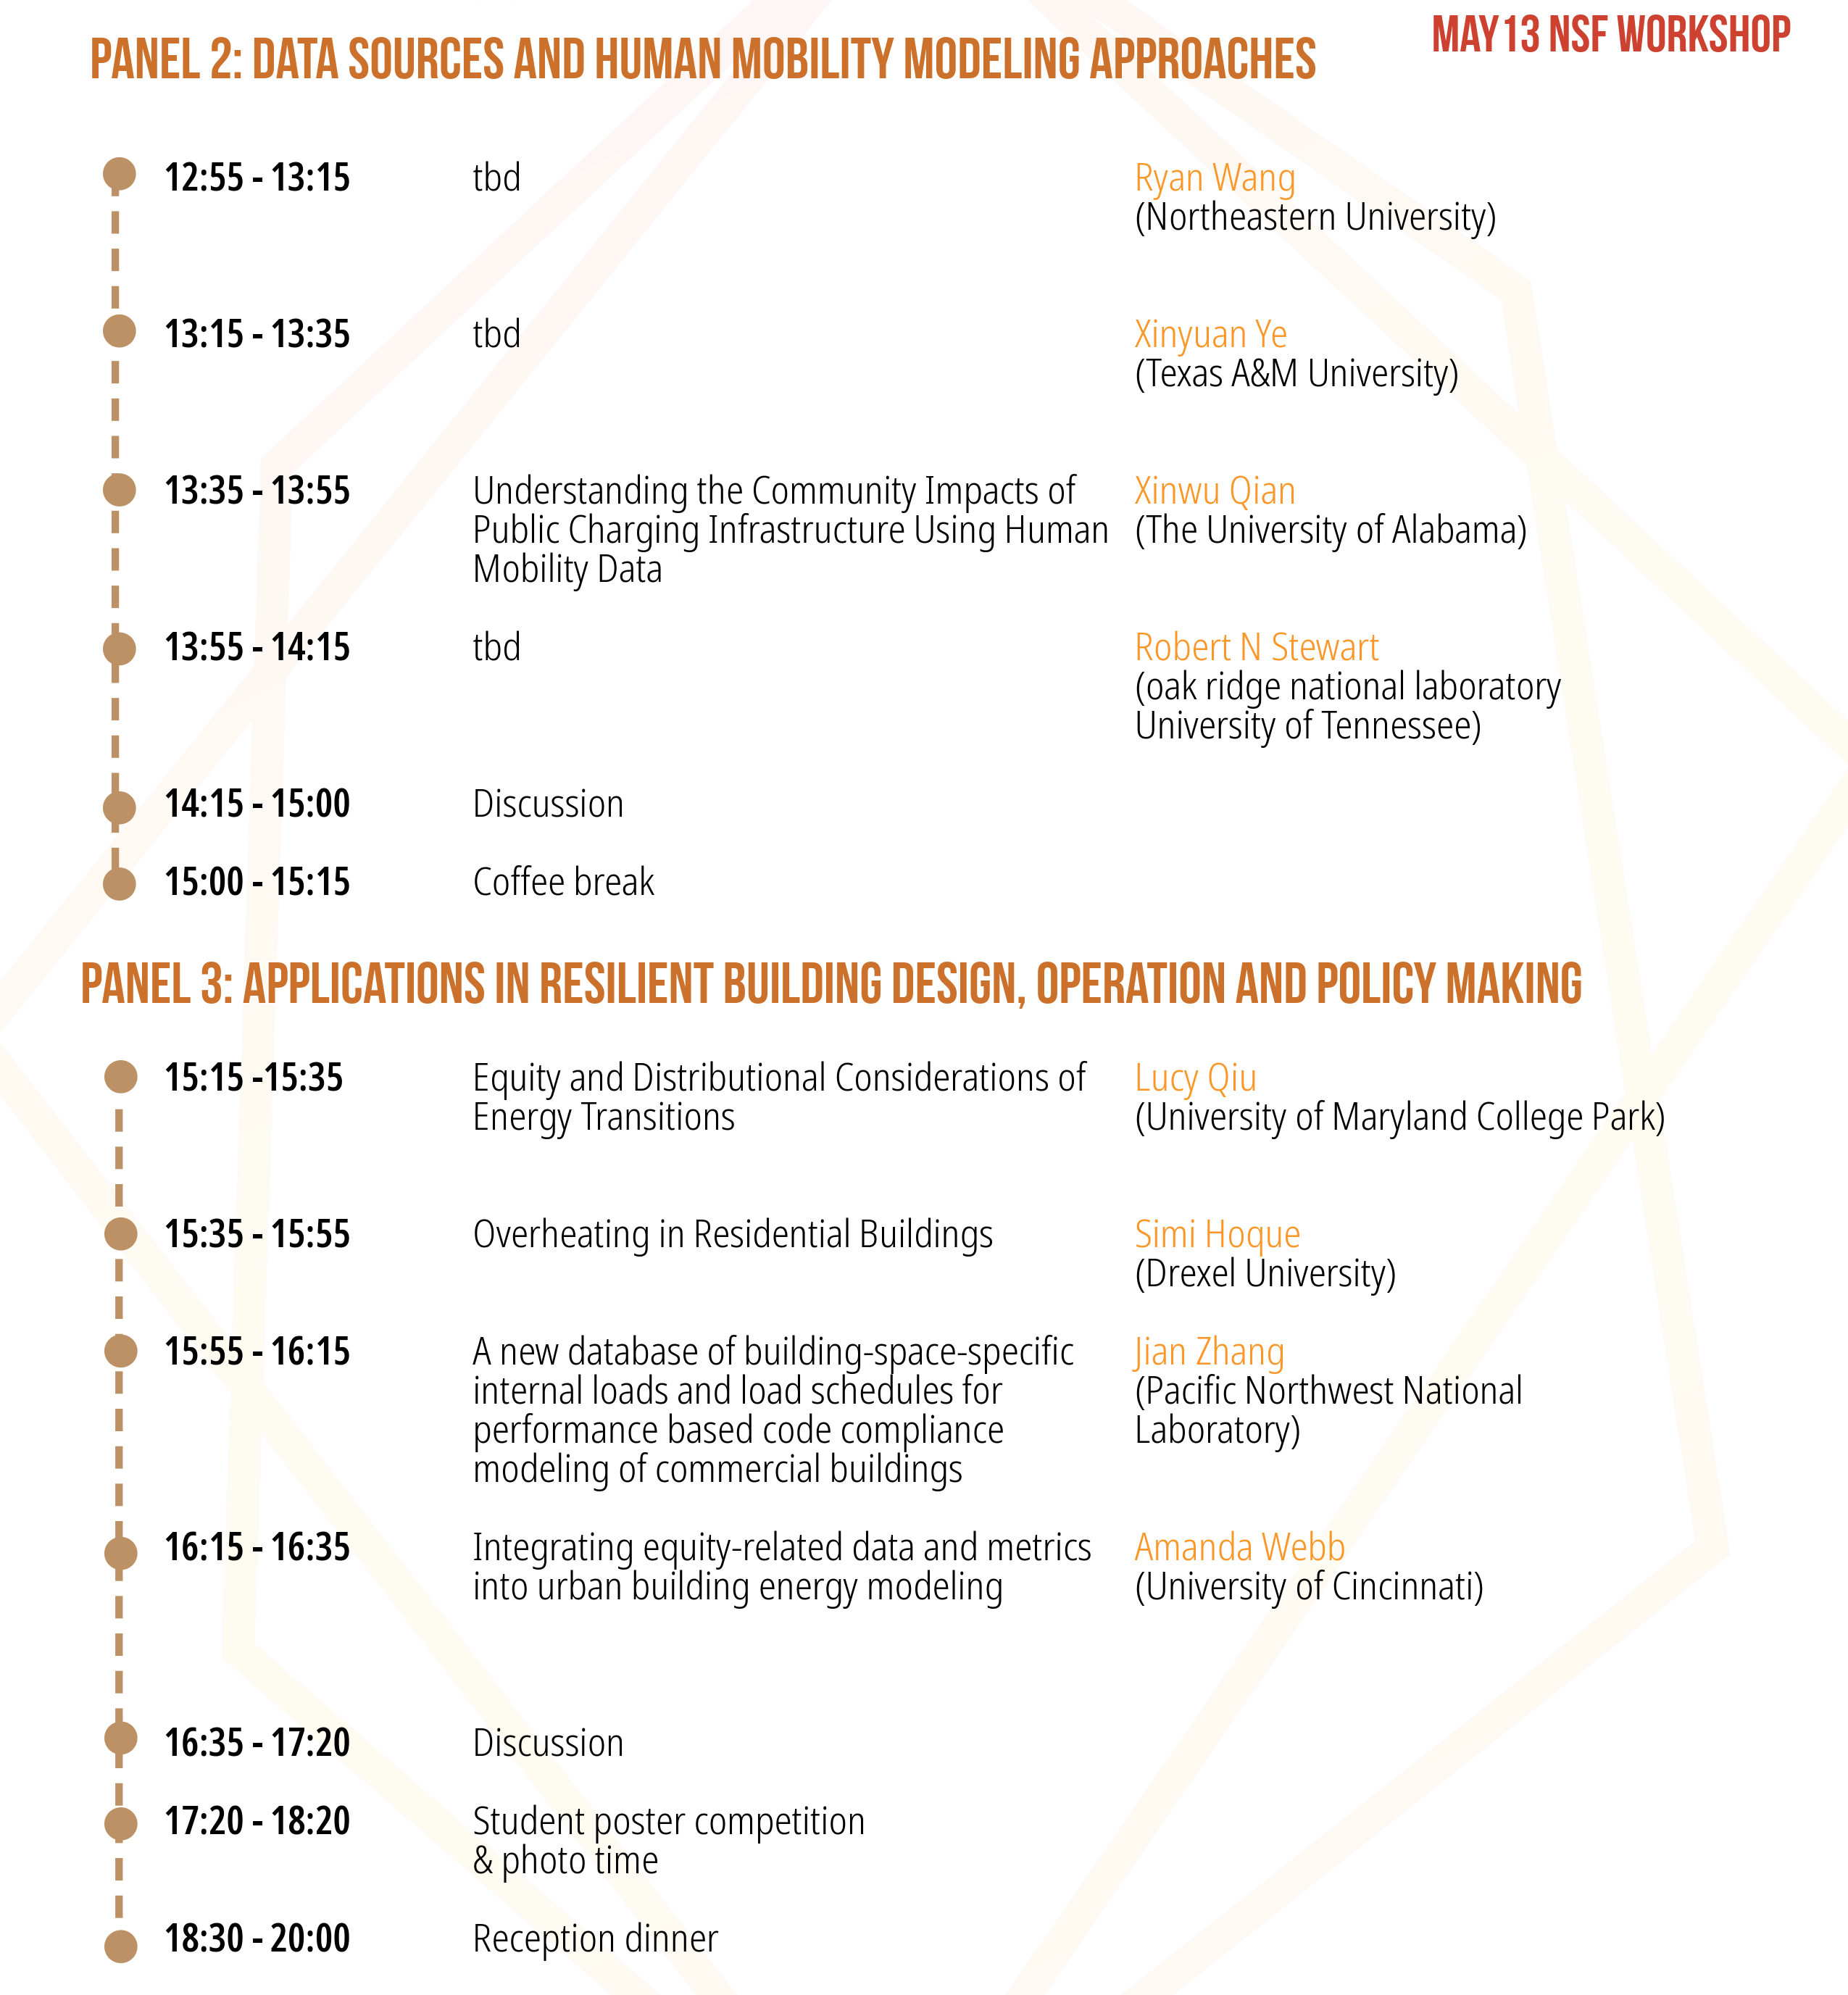 PANEL 2: DATA SOURCES AND HUMAN MOBILITY MODELING APPROACHES
MAY13 NSF WORKSHOP
12:55 - 13:15 tbd Ryan Wang
(Northeastern University)
13:15 - 13:35 tbd Xinyuan Ye
(Texas A&M University)
13:35 - 13:55 Understanding the Community Impacts of Xinwu Qian
Public Charging Infrastructure Using Human (The University of Alabama)
Mobility Data
13:55 - 14:15 tbd Robert N Stewart
(oak ridge national laboratory
University of Tennessee)
14:15 - 15:00 Discussion
15:00 - 15:15 Coffee break
PANEL 3: APPLICATIONS IN RESILIENT BUILDING DESIGN, OPERATION AND POLICY MAKING
15:15 -15:35 Equity and Distributional Considerations of Lucy Qiu
Energy Transitions (University of Maryland College Park)
15:35 - 15:55 Overheating in Residential Buildings Simi Hoque
(Drexel University)
15:55 - 16:15 A new database of building-space-specific Jian Zhang
internal loads and load schedules for (Pacific Northwest National
performance based code compliance Laboratory)
modeling of commercial buildings
16:15 - 16:35 Integrating equity-related data and metrics Amanda Webb
into urban building energy modeling (University of Cincinnati)
16:35 - 17:20 Discussion
17:20 - 18:20 Student poster competition
& photo time
18:30 - 20:00 Reception dinner